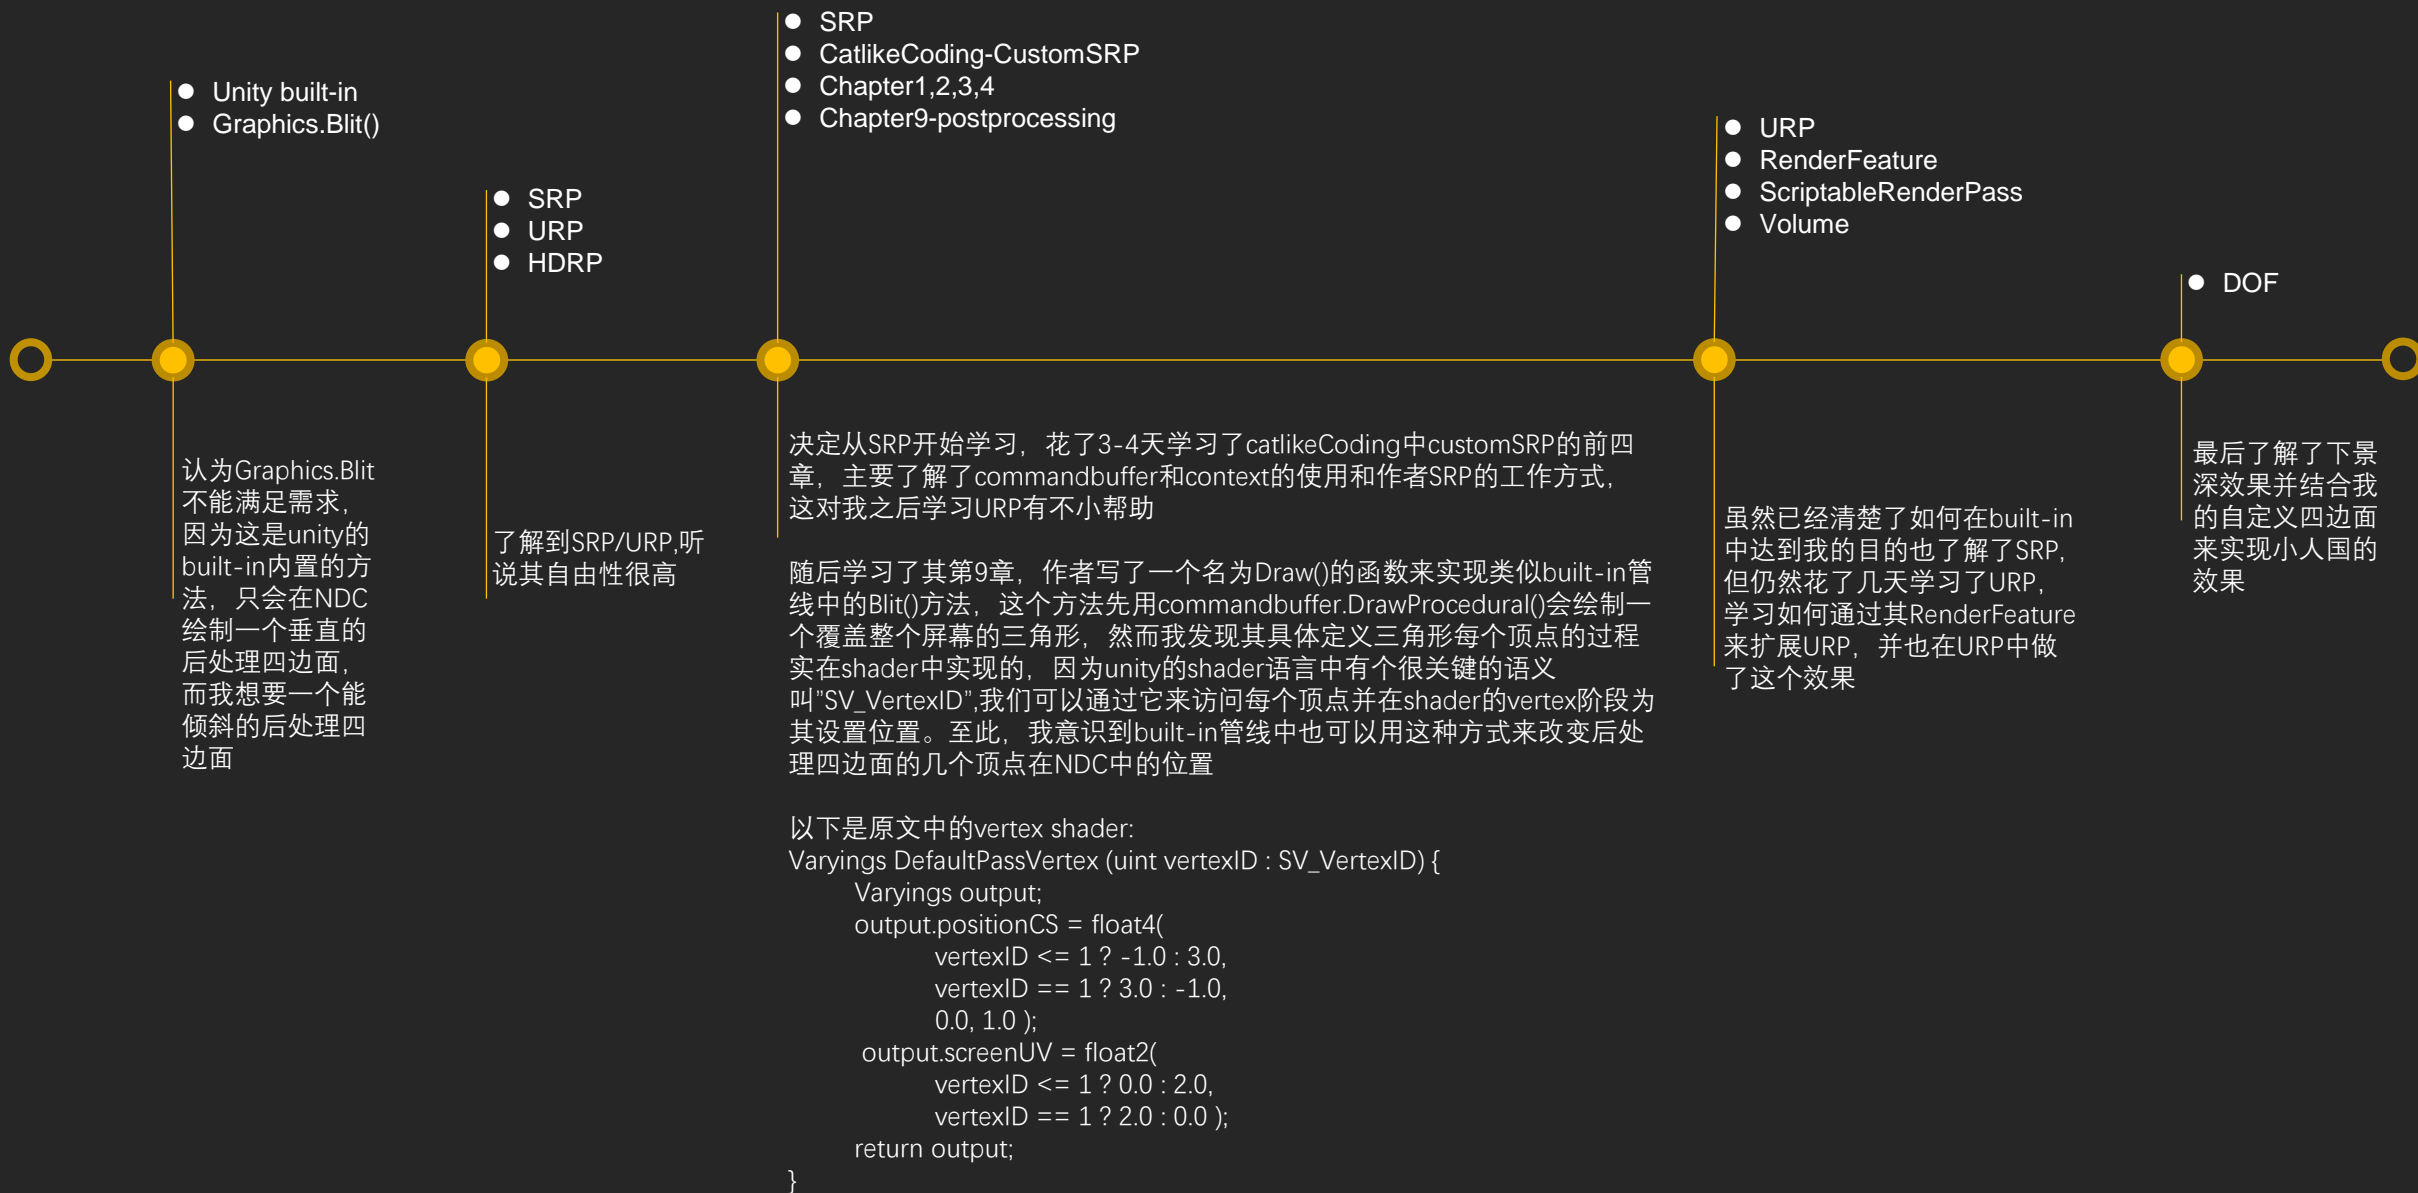 Unity built-in
Graphics.Blit()
认为Graphics.Blit
不能满足需求，
因为这是unity的
built-in内置的方
法，只会在NDC
绘制一个垂直的
后处理四边面，
而我想要一个能
倾斜的后处理四
边面
SRP
URP
HDRP
了解到SRP/URP,听
说其自由性很高
SRP
CatlikeCoding-CustomSRP
Chapter1,2,3,4
Chapter9-postprocessing
决定从SRP开始学习，花了3-4天学习了catlikeCoding中customSRP的前四
章，主要了解了commandbuffer和context的使用和作者SRP的工作方式，
这对我之后学习URP有不小帮助
随后学习了其第9章，作者写了一个名为Draw()的函数来实现类似built-in管
线中的Blit()方法，这个方法先用commandbuffer.DrawProcedural()会绘制一
个覆盖整个屏幕的三角形，然而我发现其具体定义三角形每个顶点的过程
实在shader中实现的，因为unity的shader语言中有个很关键的语义
叫”SV_VertexID”,我们可以通过它来访问每个顶点并在shader的vertex阶段为
其设置位置。至此，我意识到built-in管线中也可以用这种方式来改变后处
理四边面的几个顶点在NDC中的位置
以下是原文中的vertex shader:
Varyings DefaultPassVertex (uint vertexID : SV_VertexID) {
Varyings output;
output.positionCS = float4(
vertexID <= 1 ? -1.0 : 3.0,
vertexID == 1 ? 3.0 : -1.0,
0.0, 1.0 );
output.screenUV = float2(
vertexID <= 1 ? 0.0 : 2.0,
vertexID == 1 ? 2.0 : 0.0 );
return output;
}
URP
RenderFeature
ScriptableRenderPass
Volume
虽然已经清楚了如何在built-in
中达到我的目的也了解了SRP,
但仍然花了几天学习了URP，
学习如何通过其RenderFeature
来扩展URP，并也在URP中做
了这个效果
DOF
最后了解了下景
深效果并结合我
的自定义四边面
来实现小人国的
效果